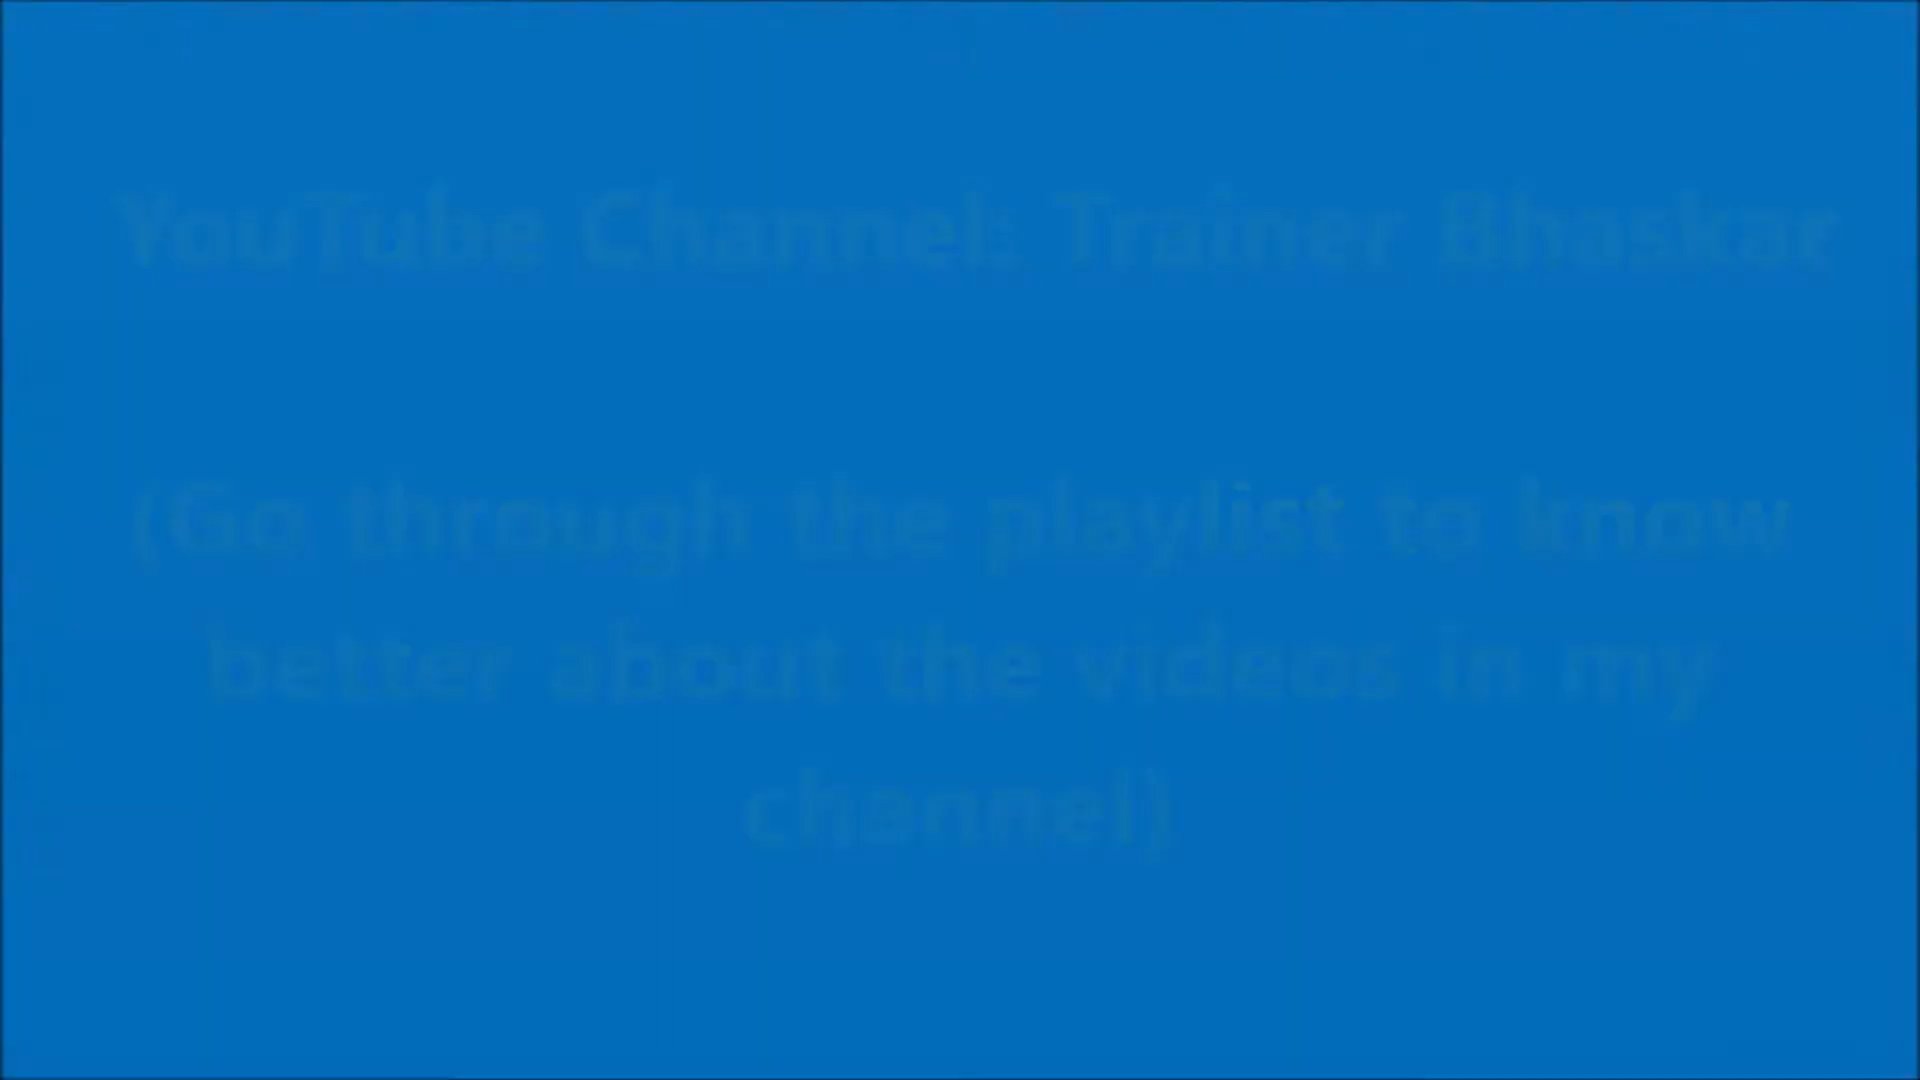 YouTube Channel: Trainer Bhaskar
(Go through the playlist to know
better about the videos in my
channel)